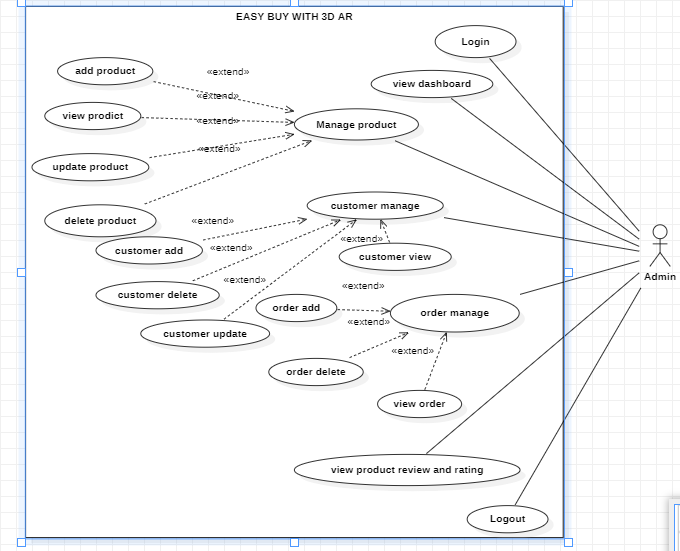 EASY BUY WITH 3D AR
Login
add product
«extend»
view dashboard
«extend»
view prodict
«extend»
Manage product
«extend»
update product
customer manage
delete product
«extend»
customer add
«extend»
«extend»
customer view
Admin
«extend»
«extend»
customer delete
order add
order manage
«extend»
customer update
«extend»
order delete
view order
view product review and rating
Logout